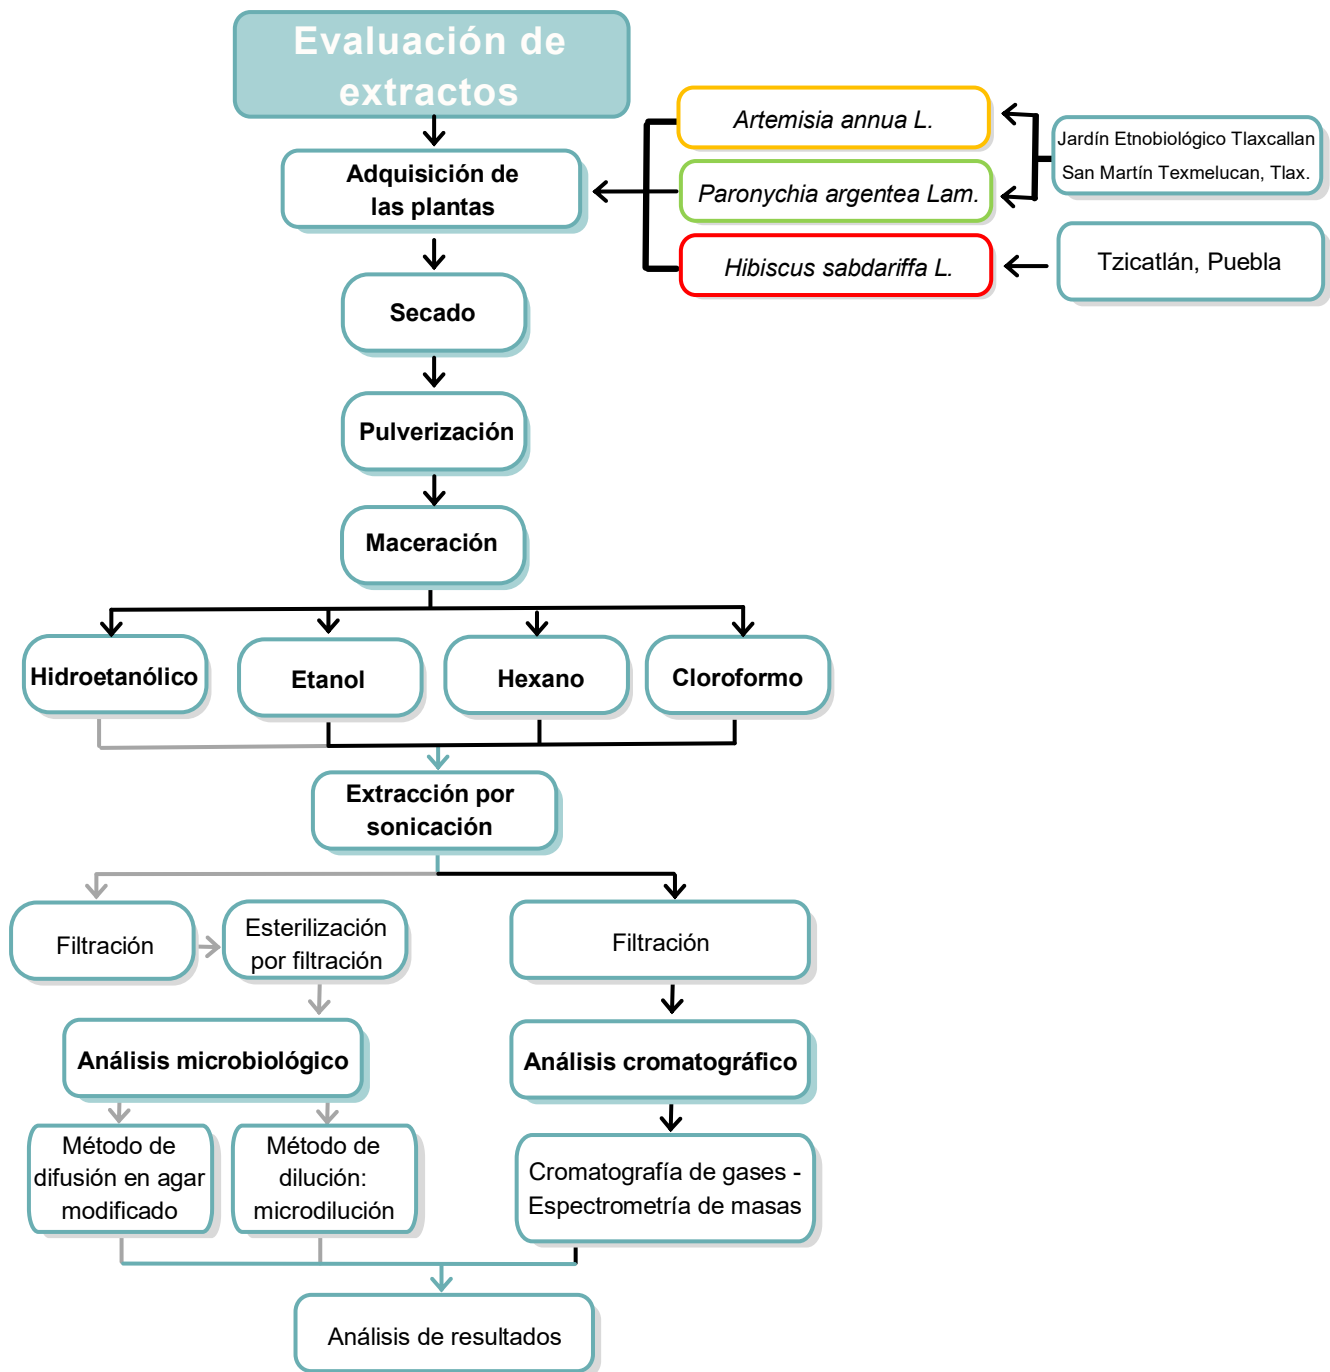 Evaluación de
extractos
Adquisición de
las plantas
Artemisia annua L.
Paronychia argentea Lam.
Hibiscus sabdariffa L.
Jardín Etnobiológico Tlaxcallan
San Martín Texmelucan, Tlax.
Tzicatlán, Puebla
Secado
Pulverización
Maceración
Hidroetanólico
Etanol
Hexano
Cloroformo
Extracción por
sonicación
Filtración
Esterilización
por filtración
Filtración
Análisis microbiológico
Análisis cromatográfico
Método de
difusión en agar
modificado
Método de
dilución:
microdilución
Cromatografía de gases -
Espectrometría de masas
Análisis de resultados